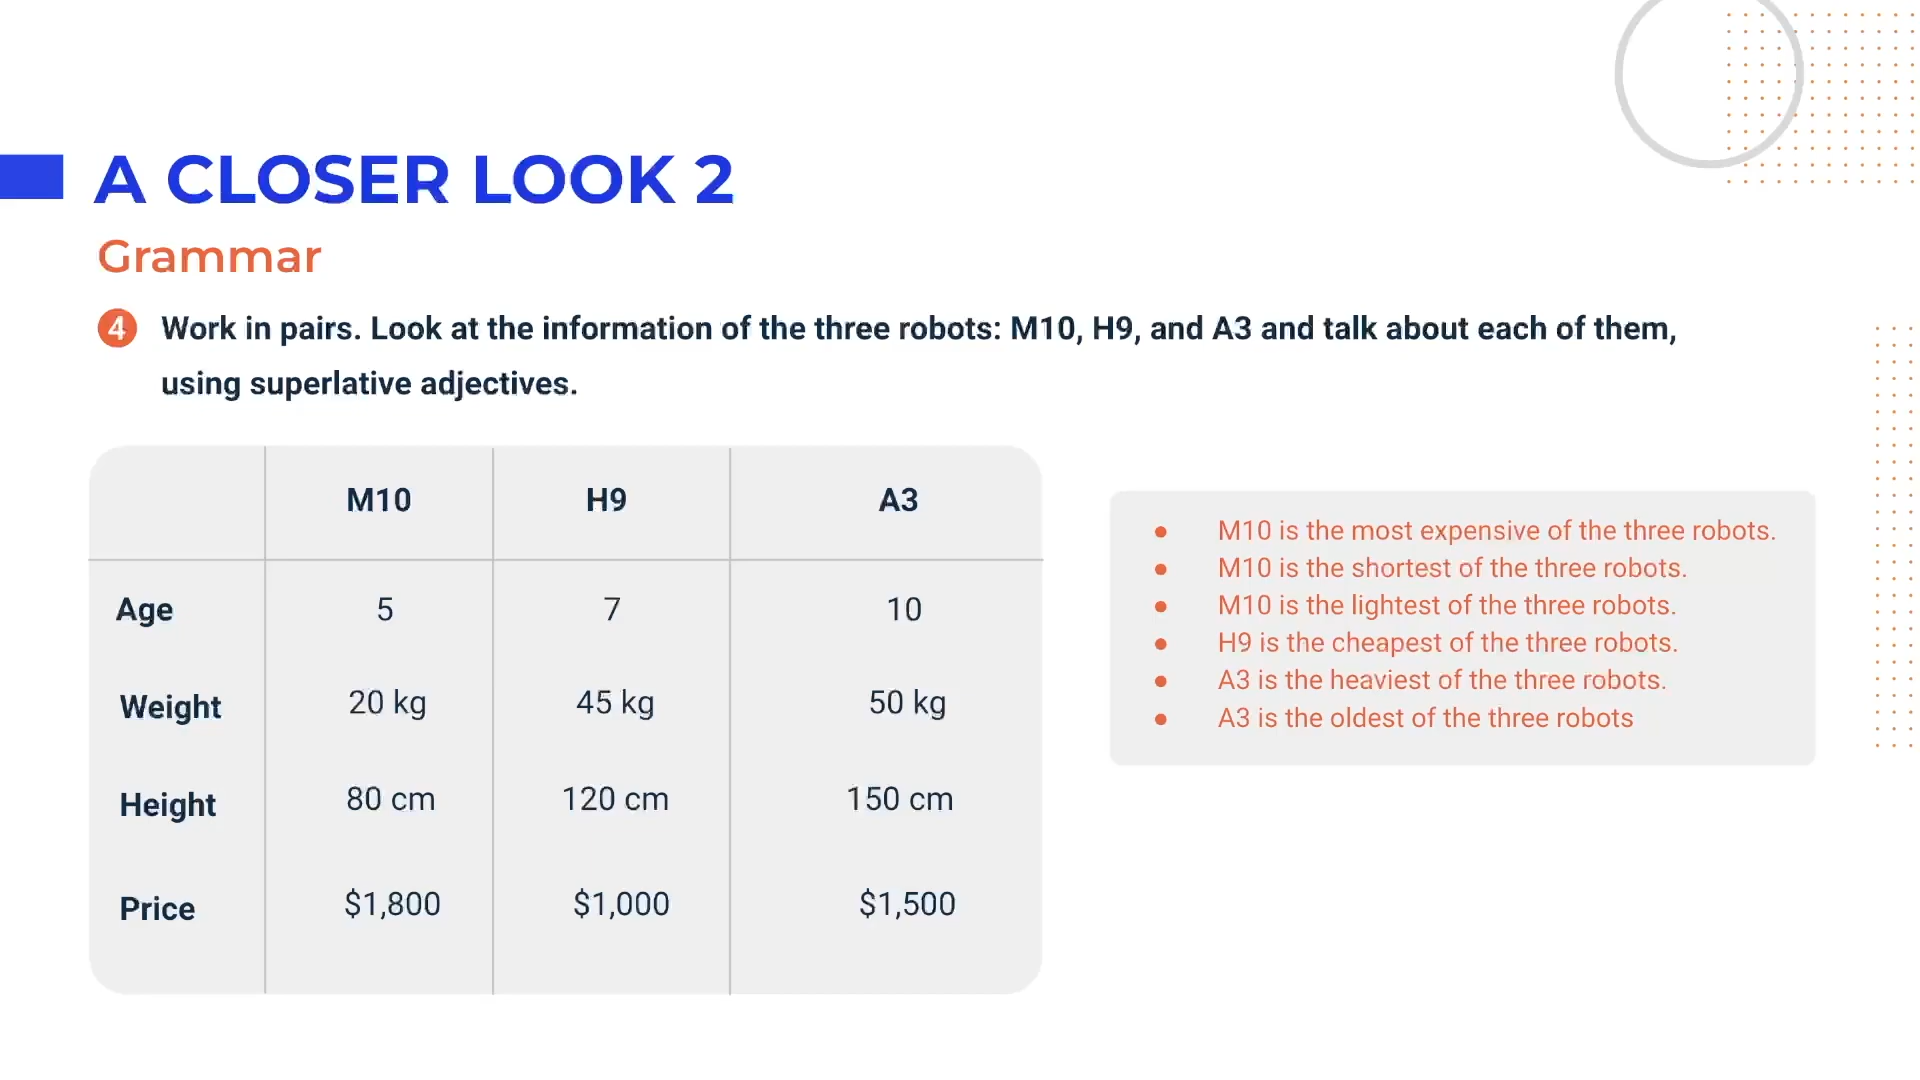 A CLOSER LOOK 2
Grammar
4 Work in pairs. Look at the information of the three robots: M10, H9, and A3 and talk about each of them,
using superlative adjectives.
M10 H9 A3
Age 5 7 10
Weight 20 kg 45 kg 50 kg
Height 80 cm 120 cm 150 cm
Price $1,800 $1,000 $1,500
• M10 is the most expensive of the three robots.
• M10 is the shortest of the three robots.
• M10 is the lightest of the three robots.
• H9 is the cheapest of the three robots.
• A3 is the heaviest of the three robots.
• A3 is the oldest of the three robots